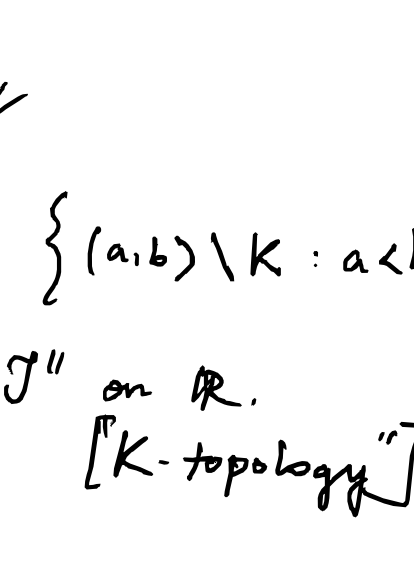 {(a,b) \ K : a <
J" on ℝ.
["K-topology"]